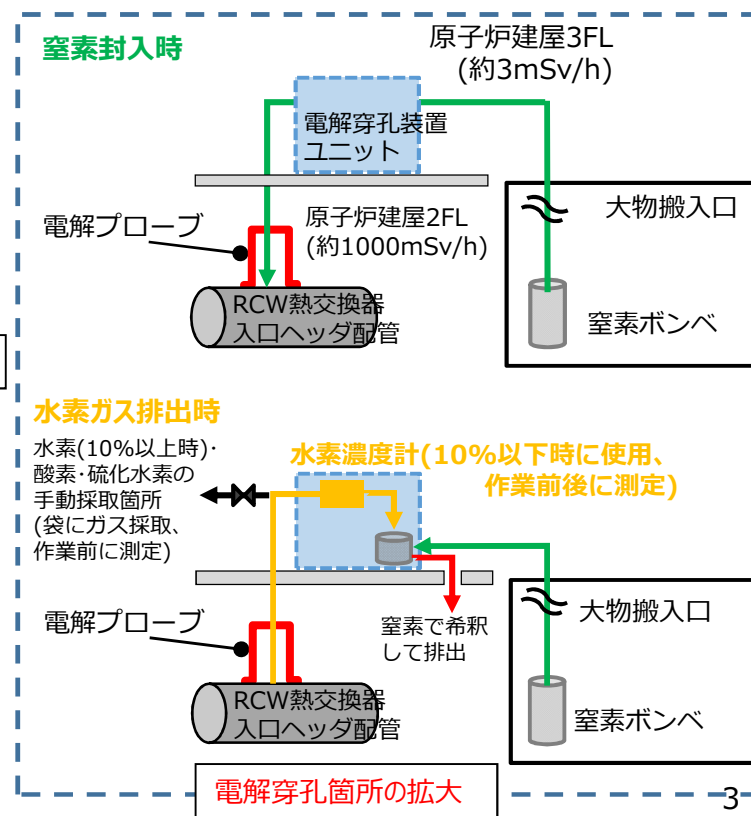 窒素封入時
原子炉建屋3FL
(約3mSv/h)
電解穿孔装置
ユニット
電解プローブ
原子炉建屋2FL
(約1000mSv/h)
大物搬入口
RCW熱交換器
入口ヘッダ配管
窒素ボンベ
水素ガス排出時
水素(10%以上時)・
酸素・硫化水素の
手動採取箇所
(袋にガス採取、
作業前に測定)
水素濃度計(10%以下時に使用、
作業前後に測定)
電解プローブ
窒素で希釈
して排出
大物搬入口
RCW熱交換器
入口ヘッダ配管
窒素ボンベ
電解穿孔箇所の拡大
3